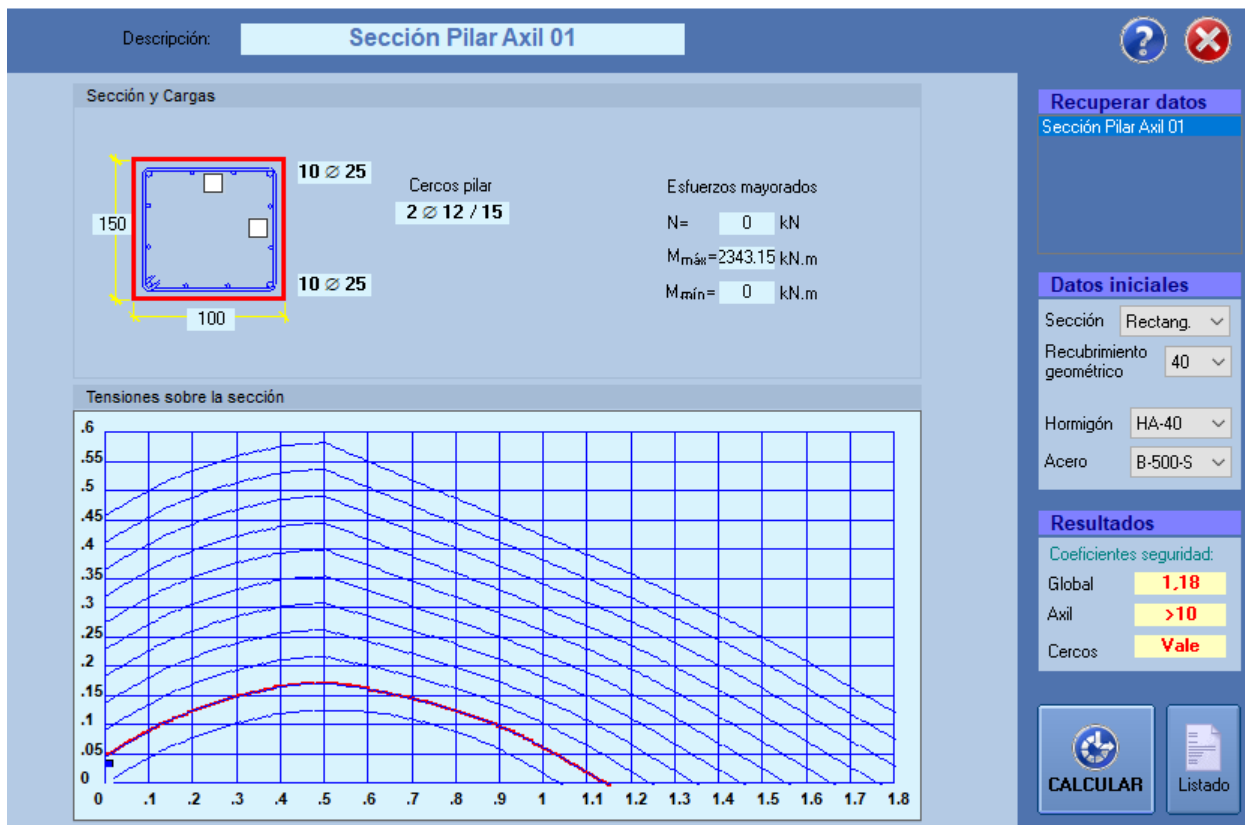 Descripción:
Sección Pilar Axil 01
?
Sección y Cargas
10 ∅ 25
Cercos pilar
2 ∅ 12 / 15
150
10 ∅ 25
100
Esfuerzos mayorados
N= 0 kN
Mmáx=2343.15 kN.m
Mmín= 0 kN.m
Tensiones sobre la sección
.6
.55
.5
.45
.4
.35
.3
.25
.2
.15
.1
.05
0
0 .1 .2 .3 .4 .5 .6 .7 .8 .9 1 1.1 1.2 1.3 1.4 1.5 1.6 1.7 1.8
Recuperar datos
Sección Pilar Axil 01
Datos iniciales
Sección Rectang.
Recubrimiento
geométrico 40
Hormigón HA-40
Acero B-500-S
Resultados
Coeficientes seguridad:
Global 1,18
Axil >10
Cercos Vale
CALCULAR
Listado